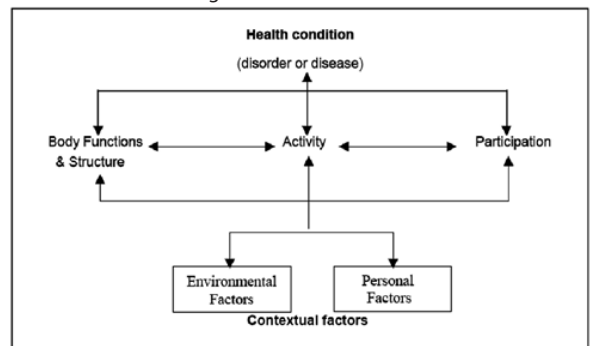 Health condition
(disorder or disease)
Body Functions
& Structure
Activity
Participation
Environmental
Factors
Personal
Factors
Contextual factors